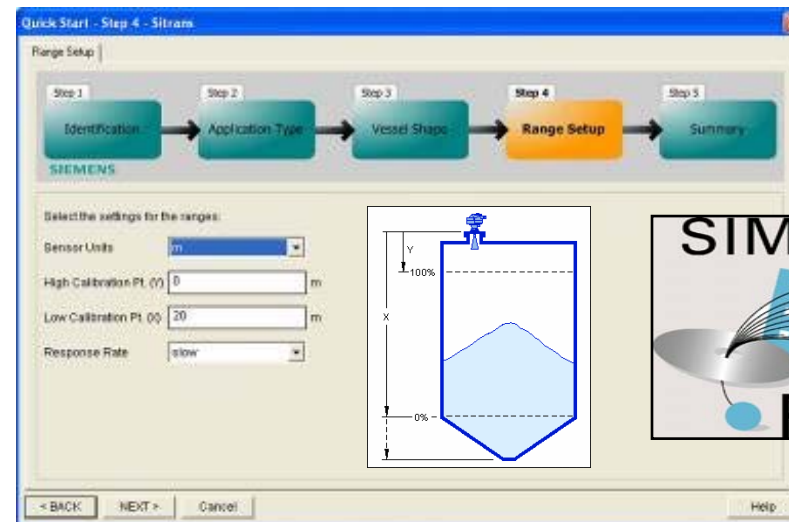 Quick Start - Step 4 - Sitrans
Range Setup
Step 1
Step 2
Step 3
Step 4
Step 5
Identification
Application Type
Vessel Shape
Range Setup
Summary
SIEMENS
Select the settings for the ranges:
Sensor Units m
High Calibration Pt. (Y) 0 m
Low Calibration Pt. (X) 20 m
Response Rate slow
Y
100%
X
0%
SIM
< BACK
NEXT >
Cancel
Help